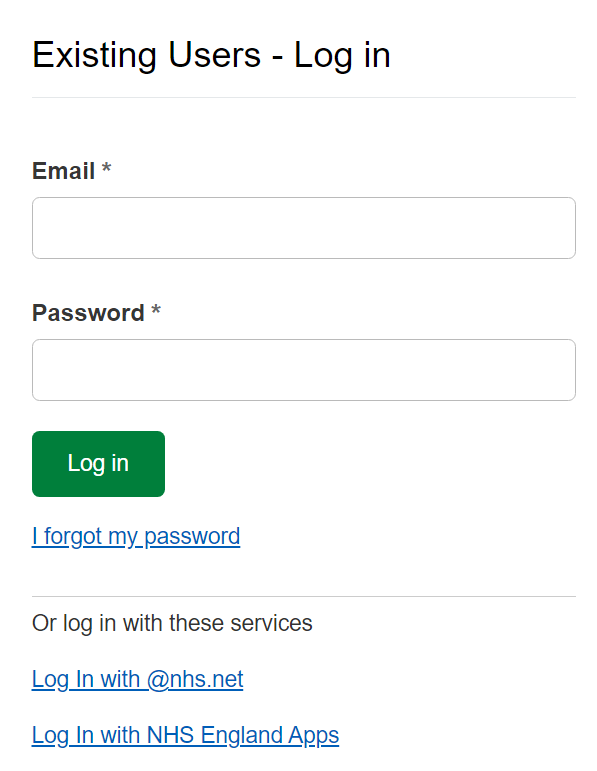 Existing Users - Log in
Email *
Password *
Log in
I forgot my password
Or log in with these services
Log In with @nhs.net
Log In with NHS England Apps